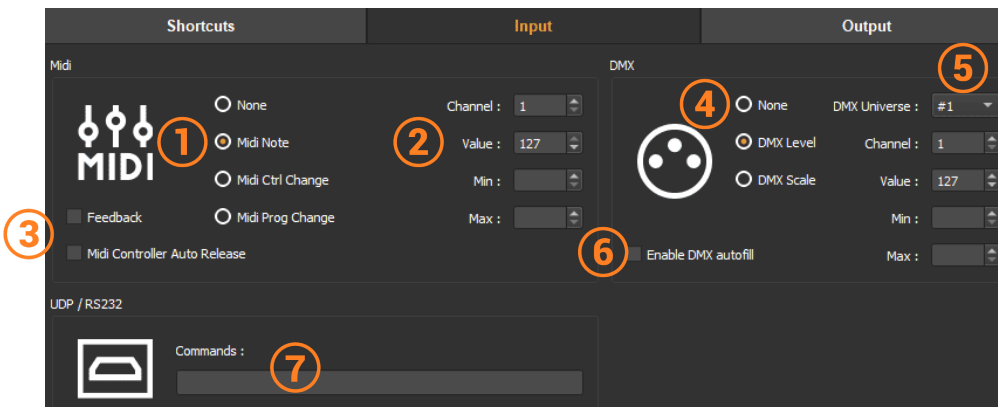 Shortcuts
Input
Output
Midi
MIDI
1
None
Midi Note
Midi Ctrl Change
Midi Prog Change
2
Channel : 1
Value : 127
Min :
Max :
3
Feedback
Midi Controller Auto Release
DMX
4
None
DMX Level
DMX Scale
5
DMX Universe : #1
Channel : 1
Value : 127
Min :
Max :
6
Enable DMX autofill
UDP / RS232
Commands :
7